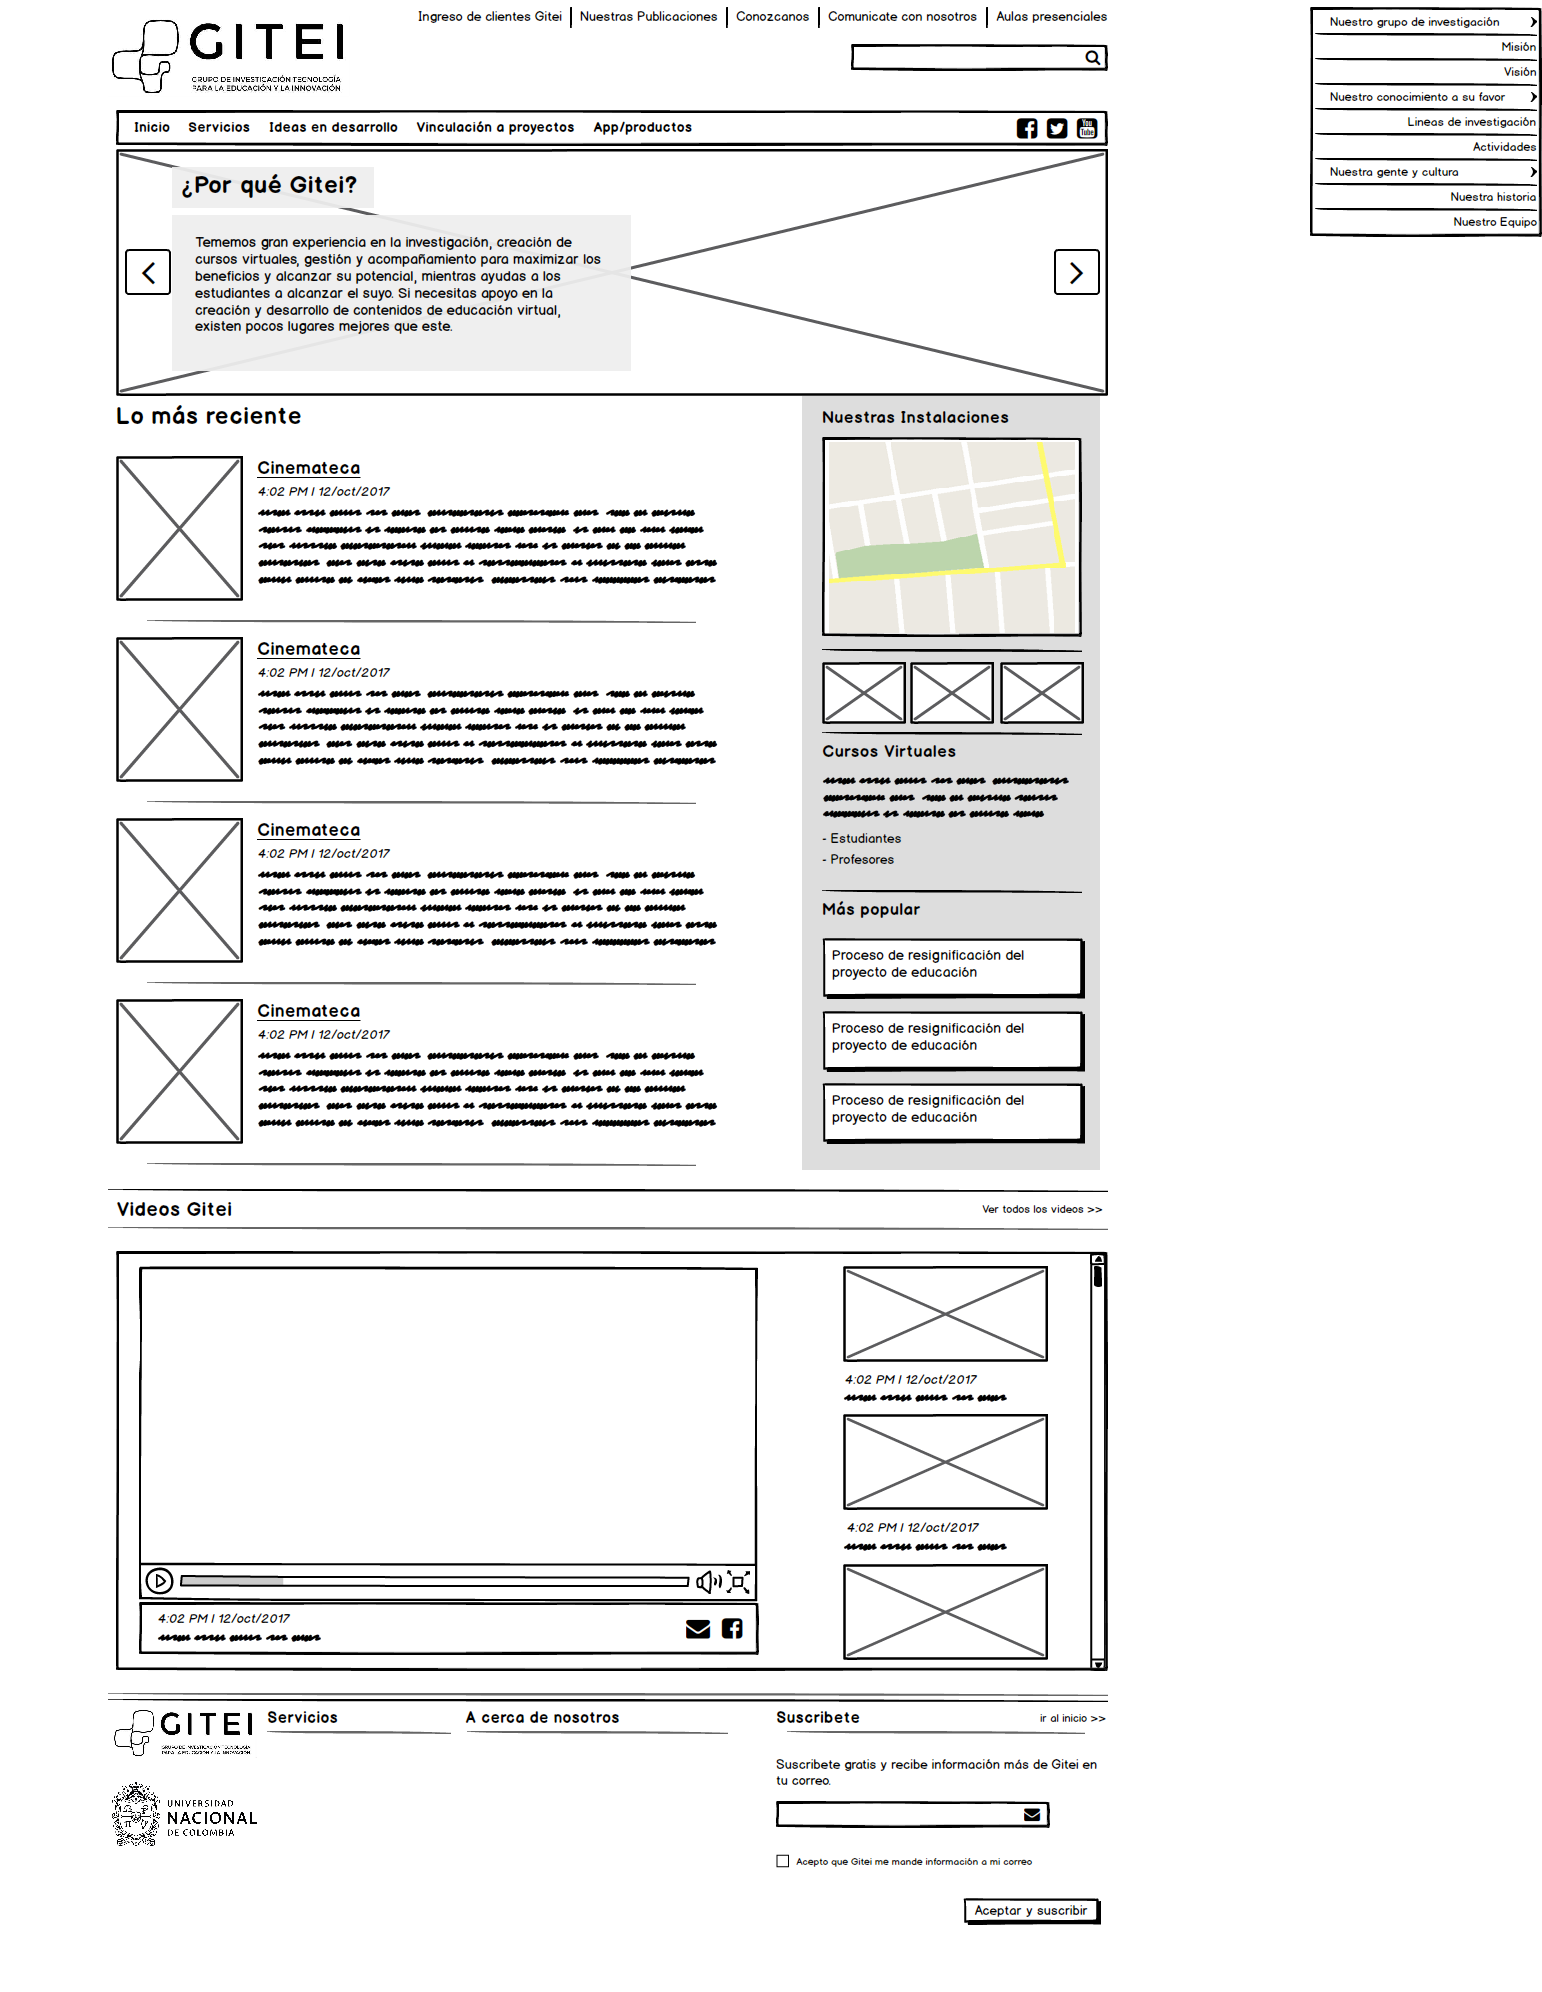 Ingreso de clientes Gitei
Nuestras Publicaciones
Conozcanos
Comunicate con nosotros
Aulas presenciales
GITEI
GRUPO DE INVESTIGACIÓN TECNOLOGÍA
PARA LA EDUCACIÓN Y LA INNOVACIÓN
Inicio
Servicios
Ideas en desarrollo
Vinculación a proyectos
App/productos
You
Tube
¿Por qué Gitei?
Tememos gran experiencia en la investigación, creación de
cursos virtuales, gestión y acompañamiento para maximizar los
beneficios y alcanzar su potencial, mientras ayudas a los
estudiantes a alcanzar el suyo. Si necesitas apoyo en la
creación y desarrollo de contenidos de educación virtual,
existen pocos lugares mejores que este.
Nuestro grupo de investigación
Misión
Visión
Nuestro conocimiento a su favor
Lineas de investigación
Actividades
Nuestra gente y cultura
Nuestra historia
Nuestro Equipo
Lo más reciente
Cinemateca
4:02 PM I 12/oct/2017
Cinemateca
4:02 PM I 12/oct/2017
Cinemateca
4:02 PM I 12/oct/2017
Cinemateca
4:02 PM I 12/oct/2017
Nuestras Instalaciones
Cursos Virtuales
- Estudiantes
- Profesores
Más popular
Proceso de resignificación del
proyecto de educación
Proceso de resignificación del
proyecto de educación
Proceso de resignificación del
proyecto de educación
Videos Gitei
Ver todos los videos >>
4:02 PM I 12/oct/2017
4:02 PM I 12/oct/2017
4:02 PM I 12/oct/2017
GITEI
GRUPO DE INVESTIGACIÓN TECNOLOGÍA
PARA LA EDUCACIÓN Y LA INNOVACIÓN
UNIVERSIDAD
NACIONAL
DE COLOMBIA
Servicios
A cerca de nosotros
Suscribete
ir al inicio >>
Suscribete gratis y recibe información más de Gitei en
tu correo.
Acepto que Gitei me mande información a mi correo
Aceptar y suscribir